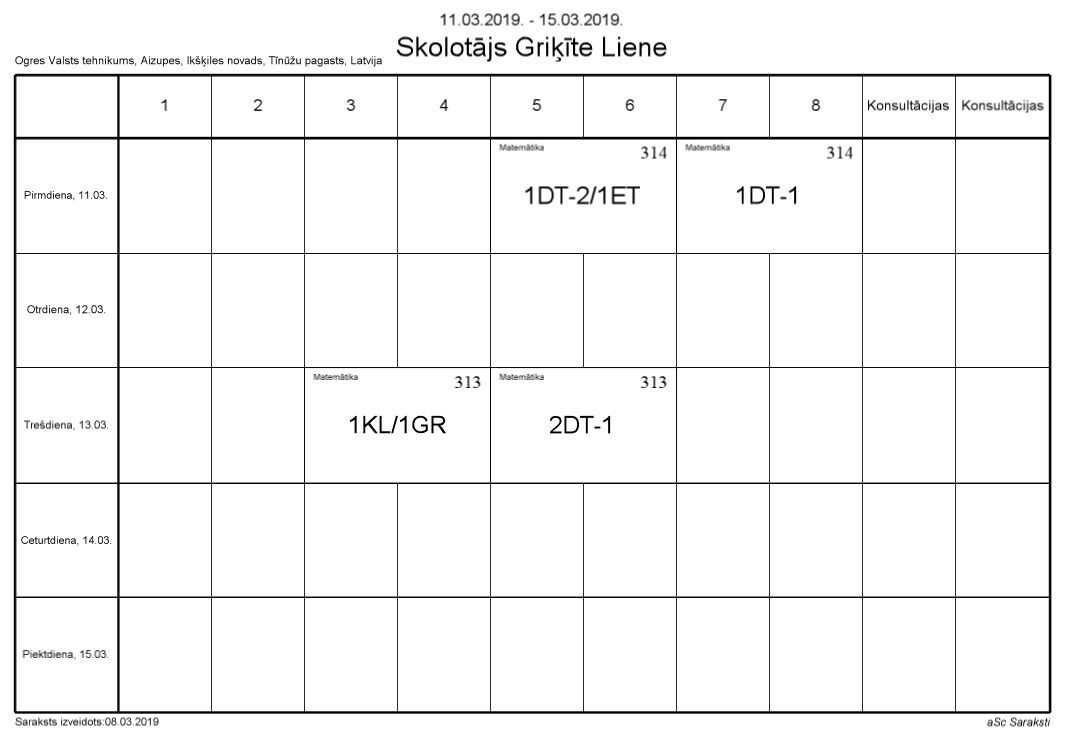 11.03.2019. - 15.03.2019.
Skolotājs Griķīte Liene
Ogres Valsts tehnikums, Aizupes, Ikšķiles novads, Tīnūžu pagasts, Latvija
1 2 3 4 5 6 7 8 Konsultācijas Konsultācijas
Pirmdiena, 11.03.
Matemātika 314
1DT-2/1ET
Matemātika 314
1DT-1
Otrdiena, 12.03.
Trešdiena, 13.03.
Matemātika 313
1KL/1GR
Matemātika 313
2DT-1
Ceturtdiena, 14.03.
Piektdiena, 15.03.
Saraksts izveidots:08.03.2019
aSc Saraksti